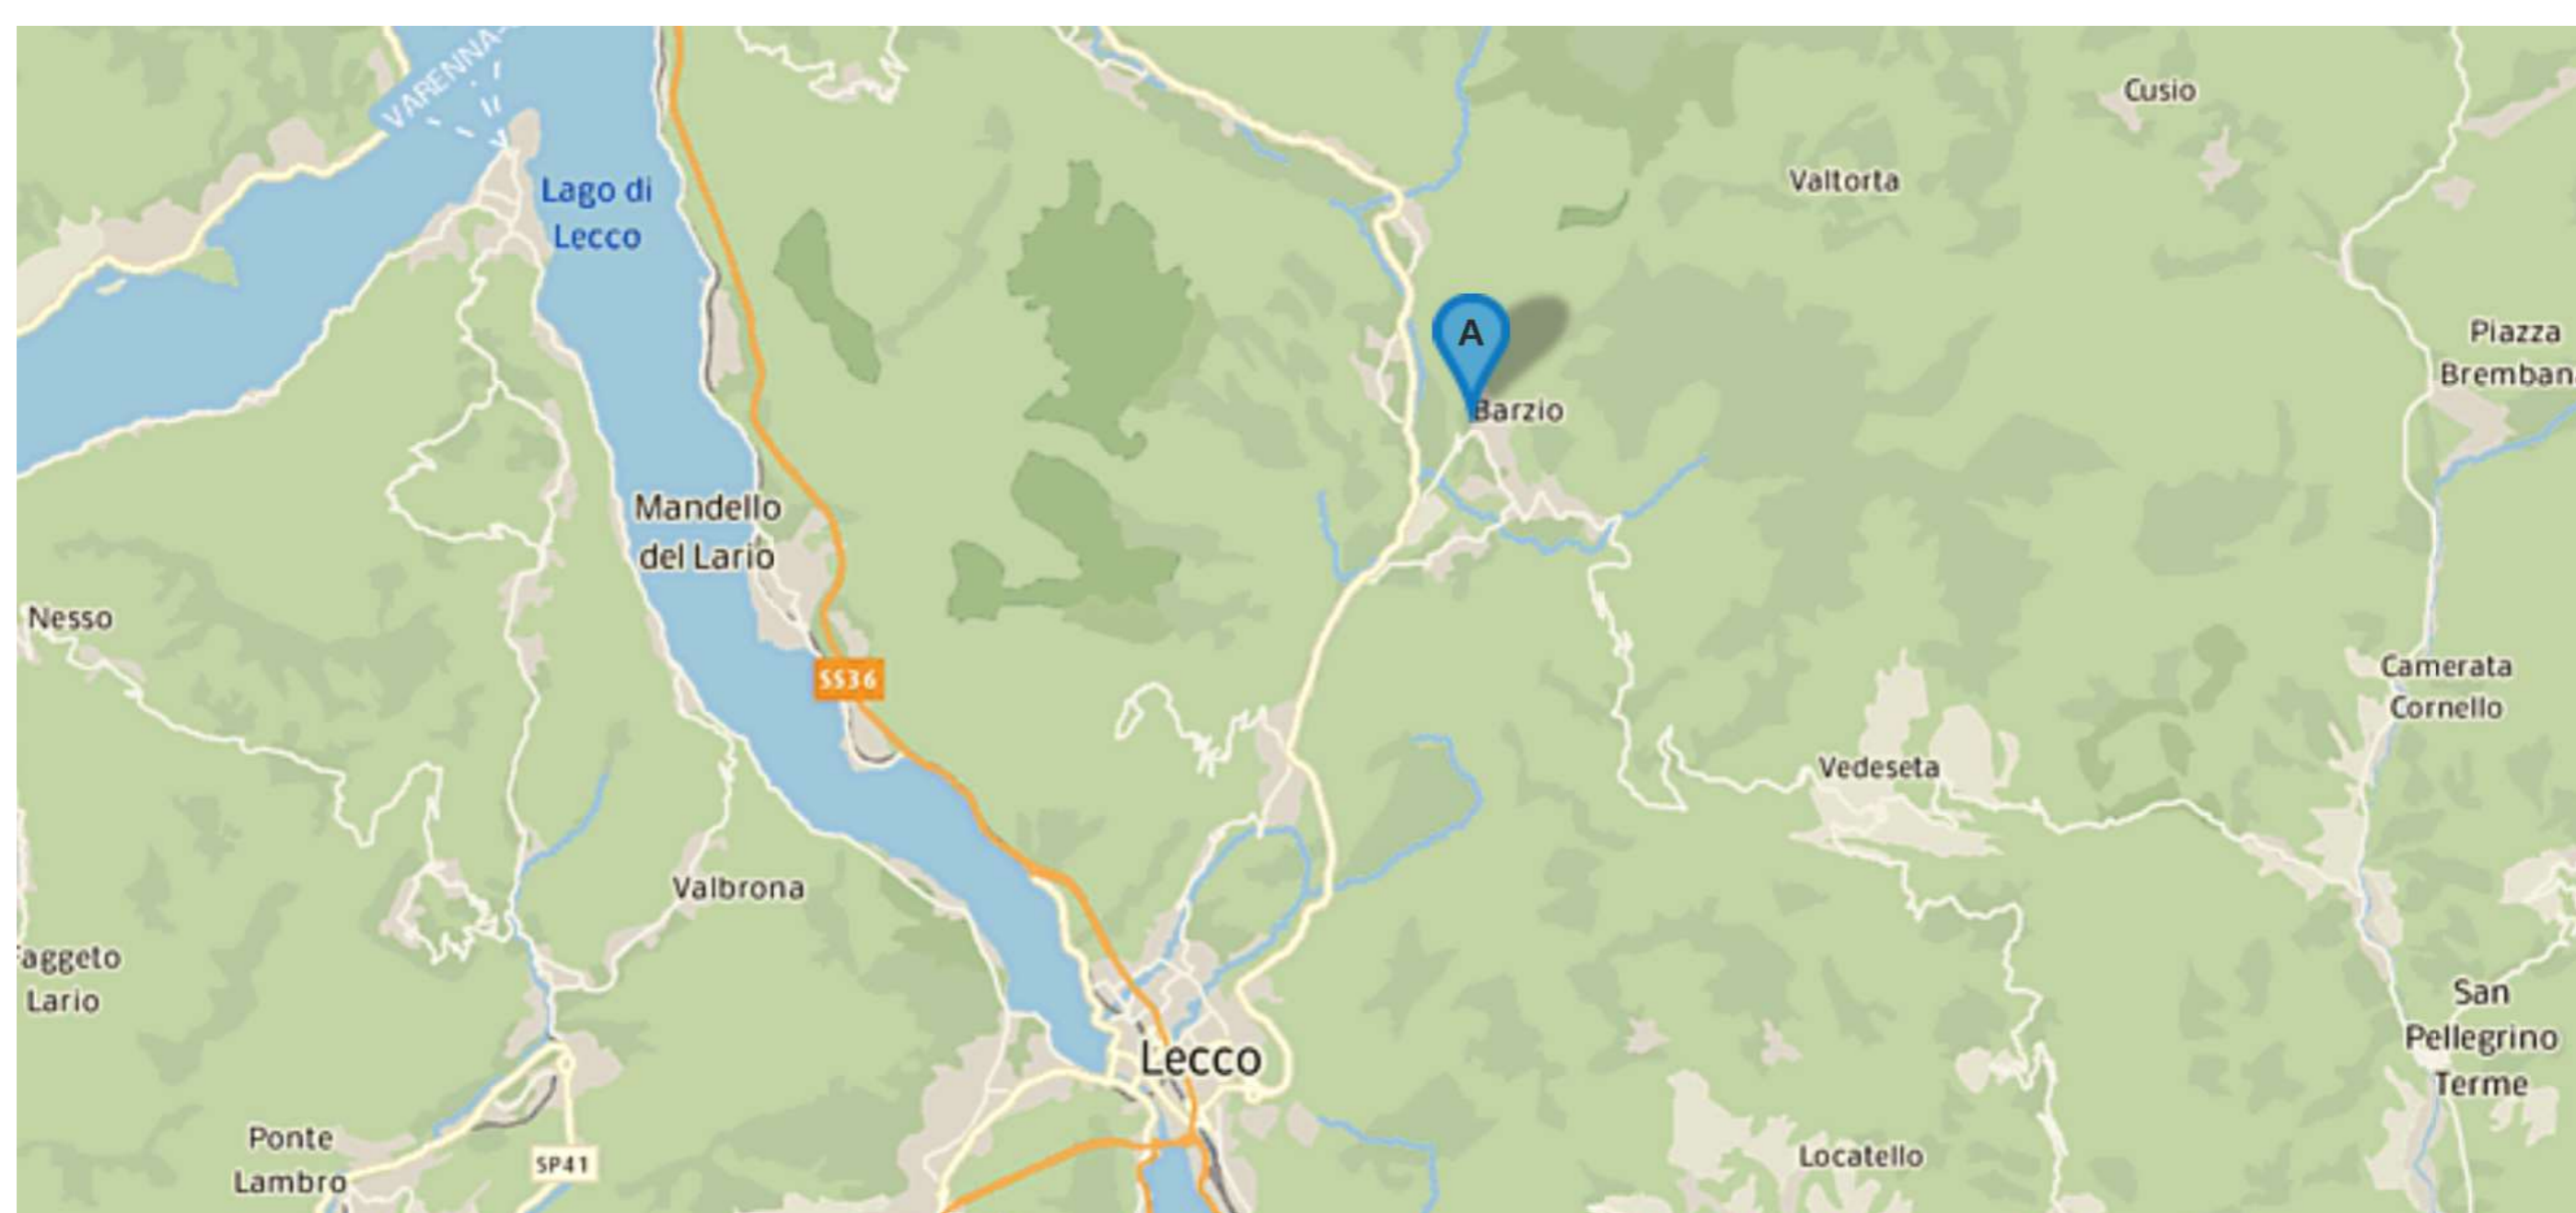 VARENNA-
Cusio
Valtorta
Lago di
Lecco
A
Piazza
Bremban
Barzio
Mandello
del Lario
Nesso
SS36
Camerata
Cornello
Vedeseta
Valbrona
aggeto
Lario
San
Pellegrino
Terme
Lecco
Ponte
Lambro
SP41
Locatello